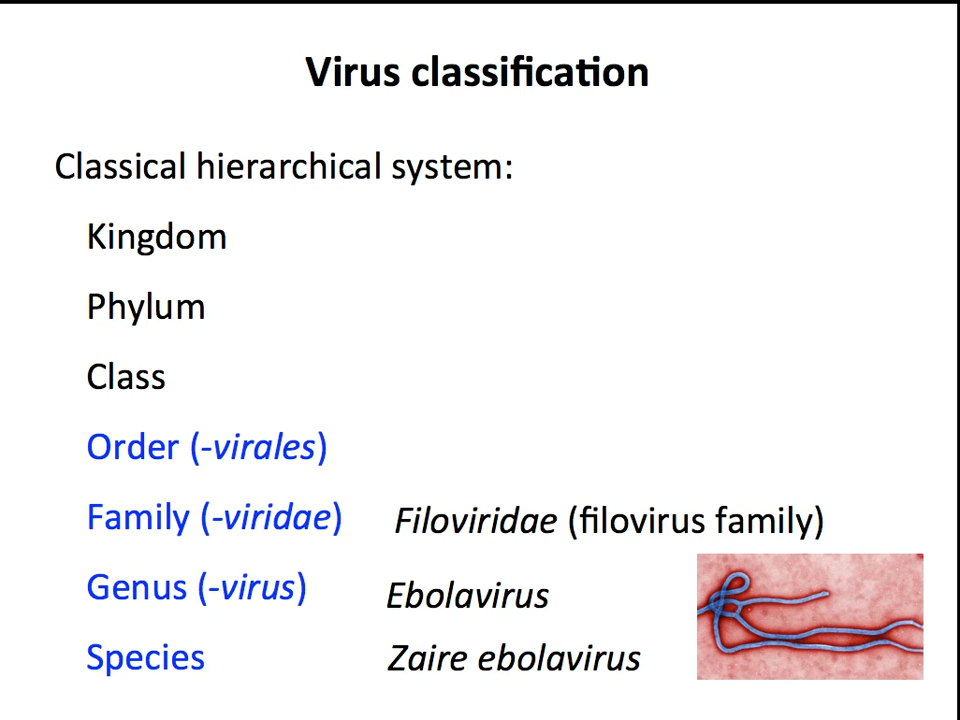 Virus classification
Classical hierarchical system:
Kingdom
Phylum
Class
Order (-virales)
Family (-viridae) Filoviridae (filovirus family)
Genus (-virus) Ebolavirus
Species Zaire ebolavirus